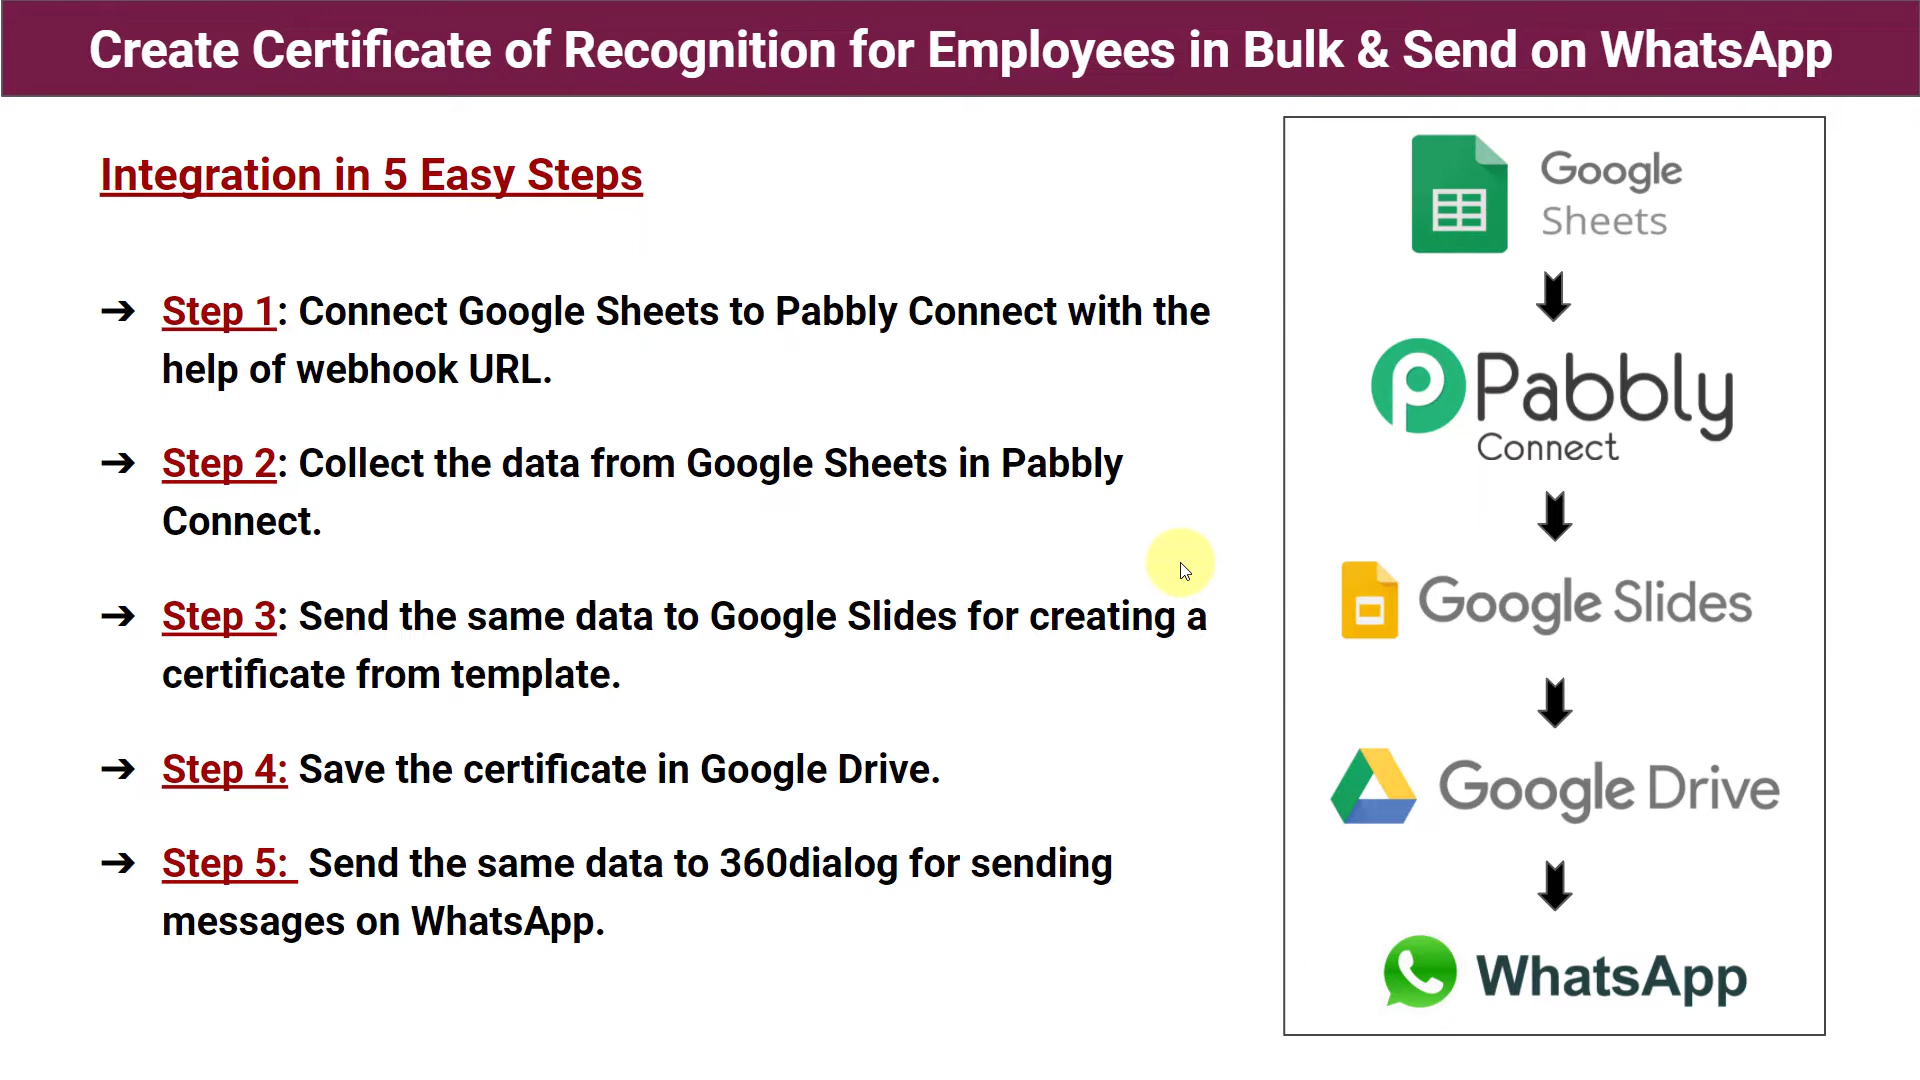 Create Certificate of Recognition for Employees in Bulk & Send on WhatsApp
Integration in 5 Easy Steps
➔ Step 1: Connect Google Sheets to Pabbly Connect with the
help of webhook URL.
➔ Step 2: Collect the data from Google Sheets in Pabbly
Connect.
➔ Step 3: Send the same data to Google Slides for creating a
certificate from template.
➔ Step 4: Save the certificate in Google Drive.
➔ Step 5: Send the same data to 360dialog for sending
messages on WhatsApp.
Google
Sheets
Pabbly
Connect
Google Slides
Google Drive
WhatsApp